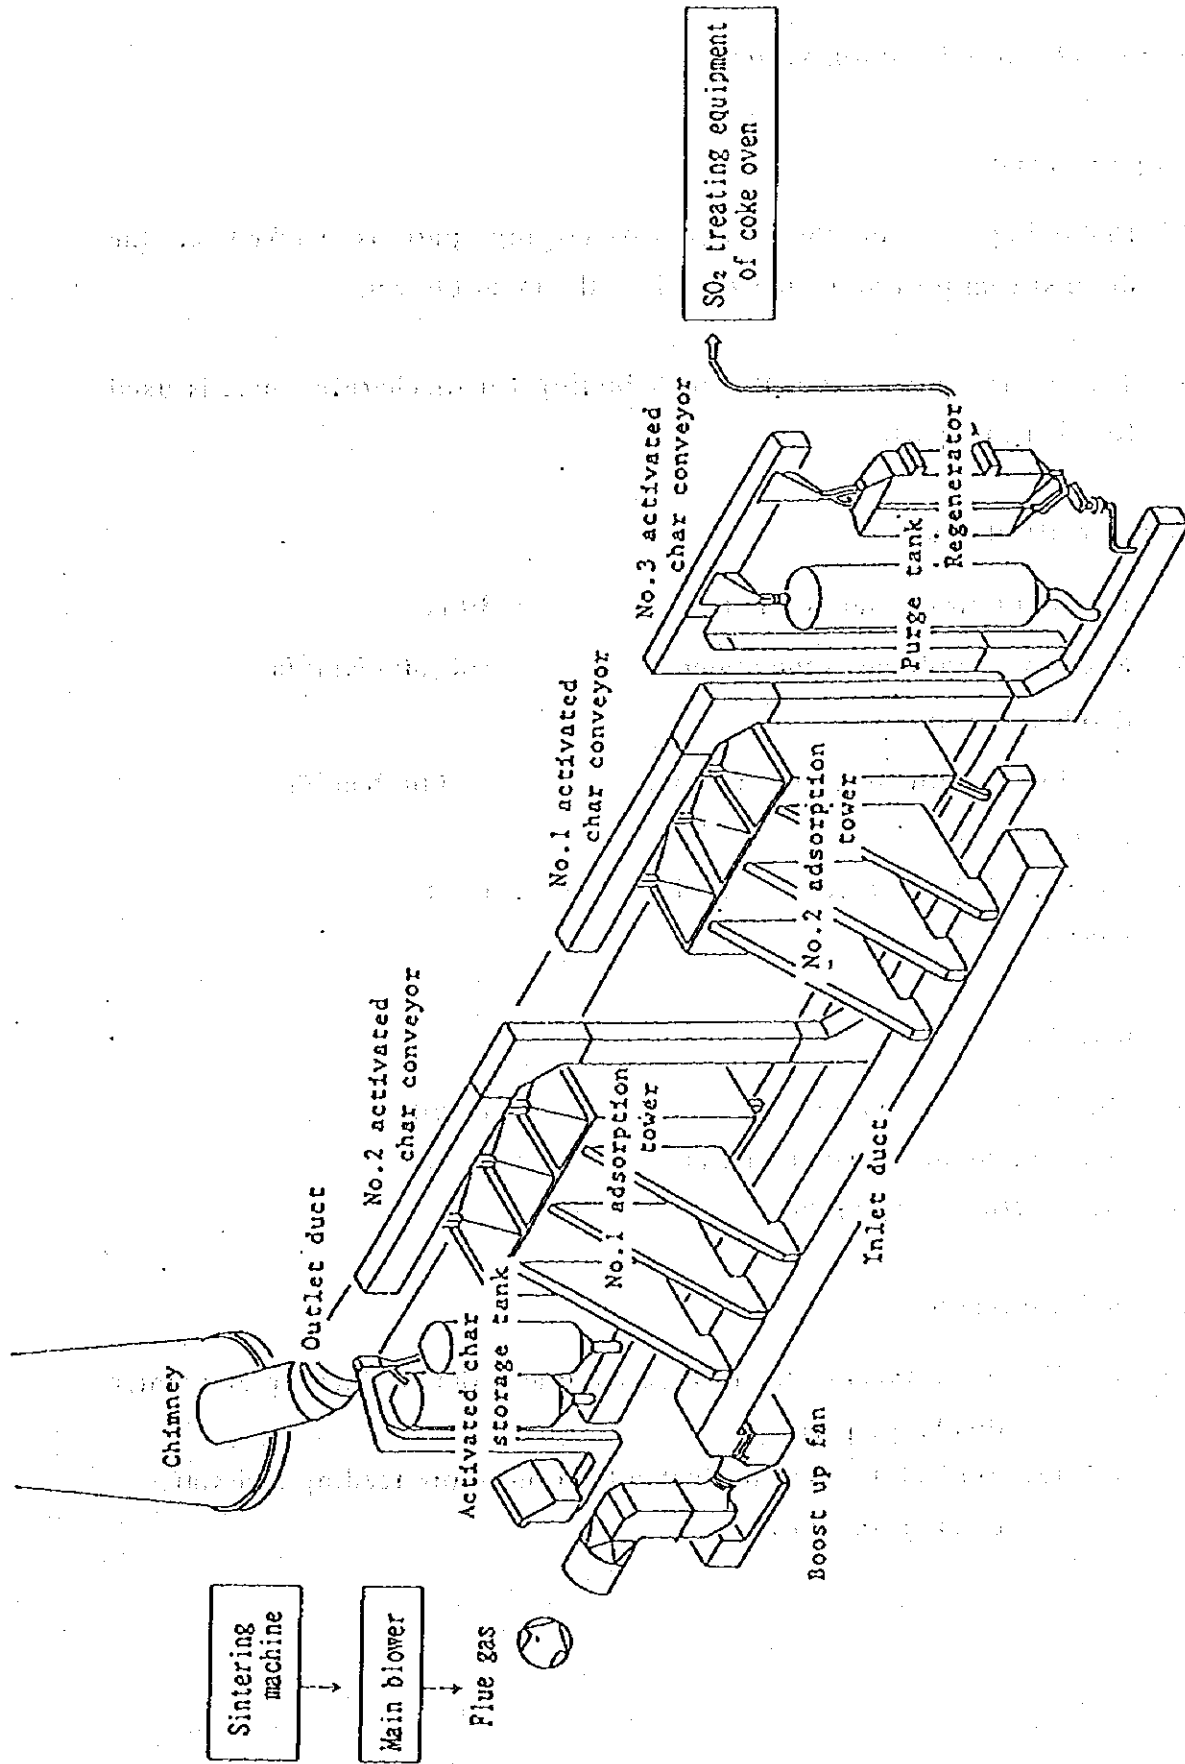 Sintering
machine
Main blower
Flue gas
Chimney
Outlet duct
Activated char
storage tank
Boost up fan
No.2 activated
char conveyor
No.1 adsorption
tower
Inlet duct
No.1 activated
char conveyor
No.2 adsorption
tower
No.3 activated
char conveyor
Purge tank
Regenerator
SO₂ treating equipment
of coke oven